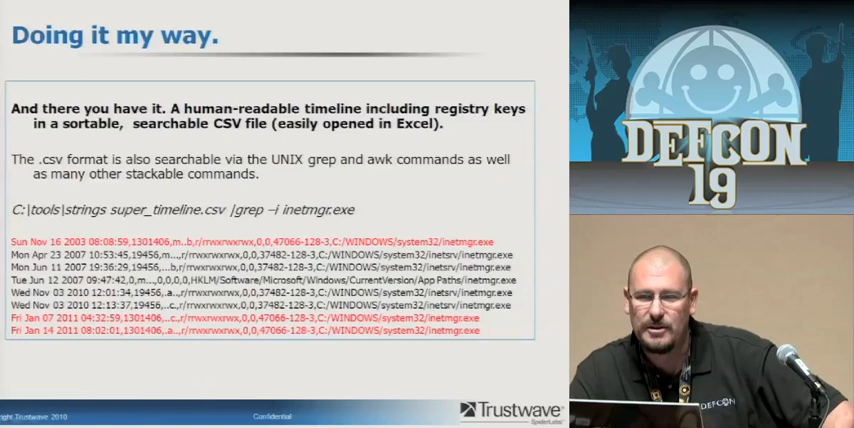 Doing it my way.
And there you have it. A human-readable timeline including registry keys
in a sortable, searchable CSV file (easily opened in Excel).
The .csv format is also searchable via the UNIX grep and awk commands as well
as many other stackable commands.
C:\tools\strings super_timeline.csv |grep –i inetmgr.exe
Sun Nov 16 2003 08:08:59,1301406,m..b,r/rrwxrwxrwx,0,0,47066-128-3,C:/WINDOWS/system32/inetmgr.exe
Mon Apr 23 2007 10:53:45,19456,m...,r/rrwxrwxrwx,0,0,37482-128-3,C:/WINDOWS/system32/inetsrv/inetmgr.exe
Mon Jun 11 2007 19:36:29,19456,...b,r/rrwxrwxrwx,0,0,37482-128-3,C:/WINDOWS/system32/inetsrv/inetmgr.exe
Tue Jun 12 2007 09:47:42,0,m...,0,0,0,0,HKLM/Software/Microsoft/Windows/CurrentVersion/App Paths/inetmgr.exe
Wed Nov 03 2010 12:01:34,19456,.a..,r/rrwxrwxrwx,0,0,37482-128-3,C:/WINDOWS/system32/inetsrv/inetmgr.exe
Wed Nov 03 2010 12:13:37,19456,..c.,r/rrwxrwxrwx,0,0,37482-128-3,C:/WINDOWS/system32/inetsrv/inetmgr.exe
Fri Jan 07 2011 04:32:59,1301406,..c.,r/rrwxrwxrwx,0,0,47066-128-3,C:/WINDOWS/system32/inetmgr.exe
Fri Jan 14 2011 08:02:01,1301406,.a..,r/rrwxrwxrwx,0,0,47066-128-3,C:/WINDOWS/system32/inetmgr.exe
right Trustwave 2010
Confidential
Trustwave®
SpiderLabs
DEFCON
19
DEFCON